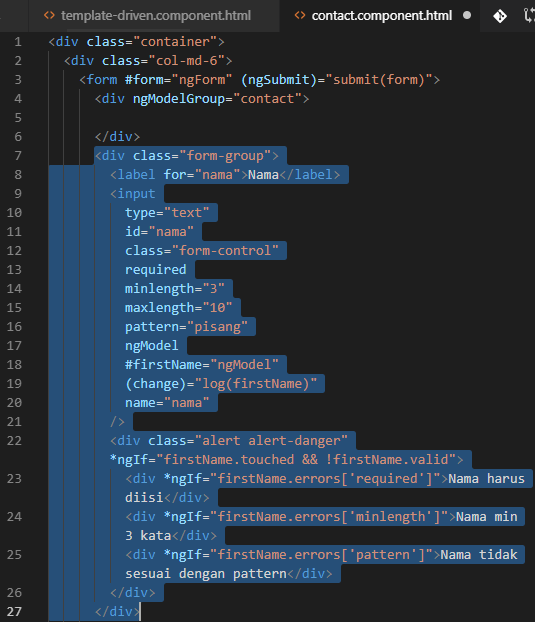 template-driven.component.html
contact.component.html
1 <div class="container">
2 <div class="col-md-6">
3 <form #form="ngForm" (ngSubmit)="submit(form)">
4 <div ngModelGroup="contact">
5
6 </div>
7 <div class="form-group">
8 <label for="nama">Nama</label>
9 <input
10 type="text"
11 id="nama"
12 class="form-control"
13 required
14 minlength="3"
15 maxlength="10"
16 pattern="pisang"
17 ngModel
18 #firstName="ngModel"
19 (change)="log(firstName)"
20 name="nama"
21 />
22 <div class="alert alert-danger"
*ngIf="firstName.touched && !firstName.valid">
23 <div *ngIf="firstName.errors['required']">Nama harus
diisi</div>
24 <div *ngIf="firstName.errors['minlength']">Nama min
3 kata</div>
25 <div *ngIf="firstName.errors['pattern']">Nama tidak
sesuai dengan pattern</div>
26 </div>
27 </div>